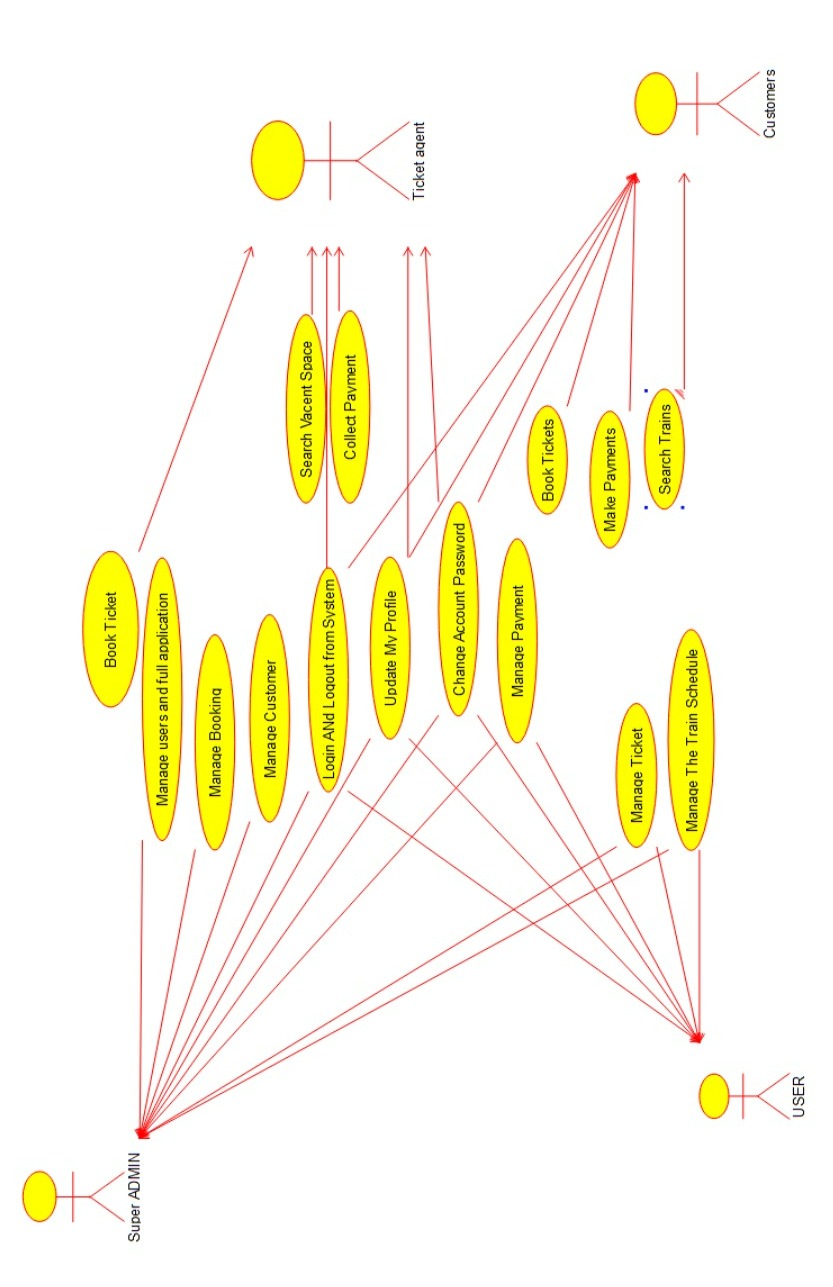 Super ADMIN
Ticket agent
Customers
USER
Book Ticket
Manage users and full application
Manage Booking
Manage Customer
Login ANd Logout from System
Update My Profile
Change Account Password
Manage Payment
Manage Ticket
Manage The Train Schedule
Search Vacent Space
Collect Payment
Book Tickets
Make Payments
Search Trains